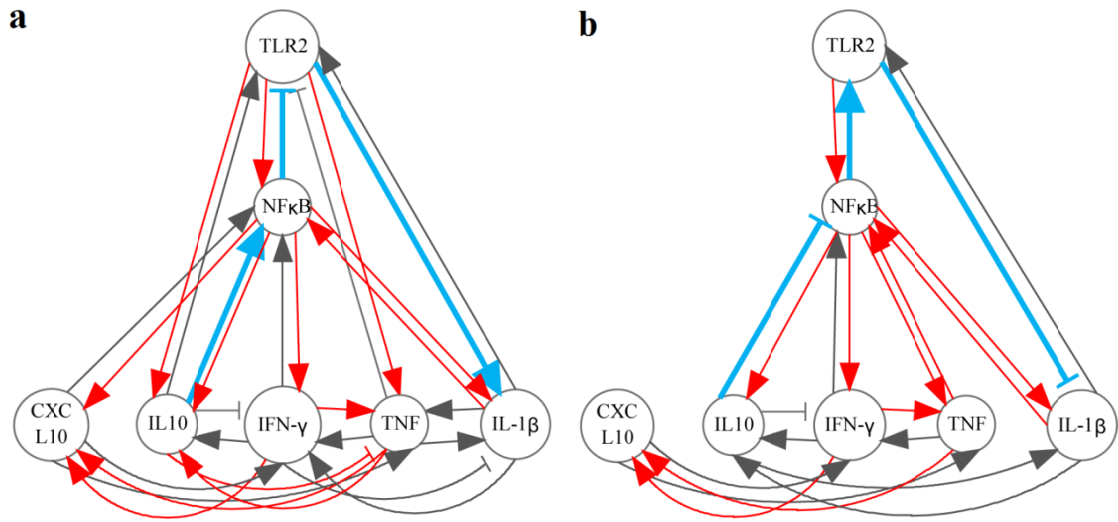 a
TLR2
NFκB
CXC
L10
IL10
IFN-γ
TNF
IL-1β
b
TLR2
NFκB
CXC
L10
IL10
IFN-γ
TNF
IL-1β